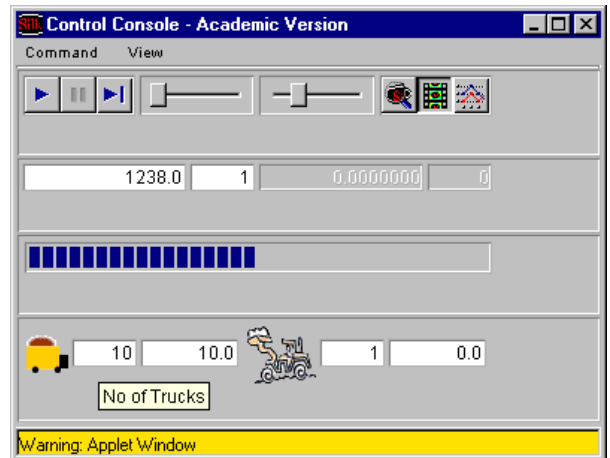 Silk Control Console - Academic Version
Command View
1238.0 1 0.0000000 0
10 10.0 1 0.0
No of Trucks
Warning: Applet Window